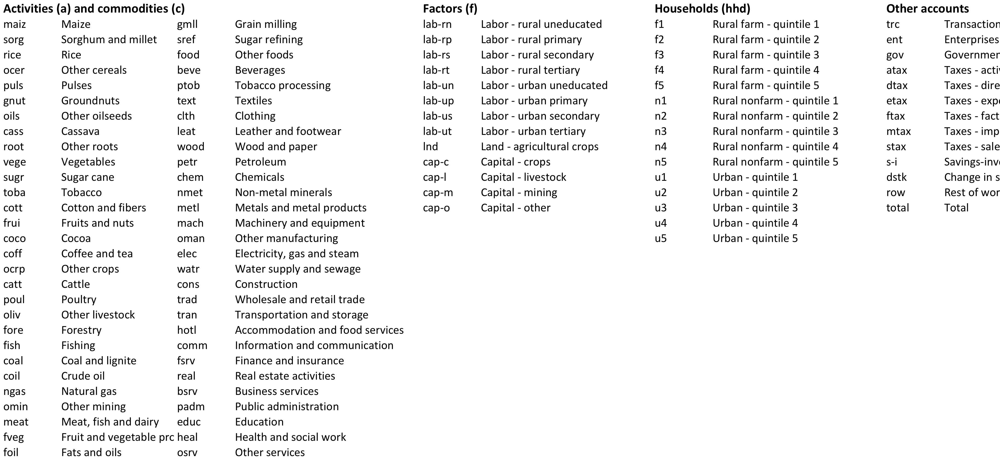 Activities (a) and commodities (c) Factors (f) Households (hhd) Other accounts
maiz Maize gmll Grain milling lab-rn Labor - rural uneducated f1 Rural farm - quintile 1 trc Transaction
sorg Sorghum and millet sref Sugar refining lab-rp Labor - rural primary f2 Rural farm - quintile 2 ent Enterprises
rice Rice food Other foods lab-rs Labor - rural secondary f3 Rural farm - quintile 3 gov Governmen
ocer Other cereals beve Beverages lab-rt Labor - rural tertiary f4 Rural farm - quintile 4 atax Taxes - acti
puls Pulses ptob Tobacco processing lab-un Labor - urban uneducated f5 Rural farm - quintile 5 dtax Taxes - dire
gnut Groundnuts text Textiles lab-up Labor - urban primary n1 Rural nonfarm - quintile 1 etax Taxes - exp
oils Other oilseeds clth Clothing lab-us Labor - urban secondary n2 Rural nonfarm - quintile 2 ftax Taxes - fact
cass Cassava leat Leather and footwear lab-ut Labor - urban tertiary n3 Rural nonfarm - quintile 3 mtax Taxes - imp
root Other roots wood Wood and paper lnd Land - agricultural crops n4 Rural nonfarm - quintile 4 stax Taxes - sale
vege Vegetables petr Petroleum cap-c Capital - crops n5 Rural nonfarm - quintile 5 s-i Savings-inv
sugr Sugar cane chem Chemicals cap-l Capital - livestock u1 Urban - quintile 1 dstk Change in s
toba Tobacco nmet Non-metal minerals cap-m Capital - mining u2 Urban - quintile 2 row Rest of wor
cott Cotton and fibers metl Metals and metal products cap-o Capital - other u3 Urban - quintile 3 total Total
frui Fruits and nuts mach Machinery and equipment u4 Urban - quintile 4
coco Cocoa oman Other manufacturing u5 Urban - quintile 5
coff Coffee and tea elec Electricity, gas and steam
ocrp Other crops watr Water supply and sewage
catt Cattle cons Construction
poul Poultry trad Wholesale and retail trade
oliv Other livestock tran Transportation and storage
fore Forestry hotl Accommodation and food services
fish Fishing comm Information and communication
coal Coal and lignite fsrv Finance and insurance
coil Crude oil real Real estate activities
ngas Natural gas bsrv Business services
omin Other mining padm Public administration
meat Meat, fish and dairy educ Education
fveg Fruit and vegetable prc heal Health and social work
foil Fats and oils osrv Other services